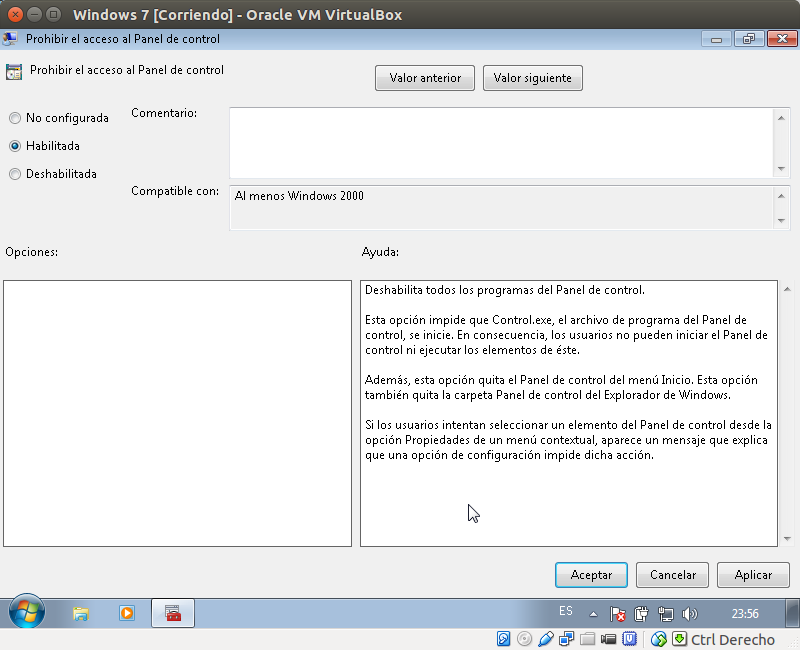 Windows 7 [Corriendo] - Oracle VM VirtualBox
Prohibir el acceso al Panel de control
Prohibir el acceso al Panel de control
Valor anterior
Valor siguiente
No configurada
Habilitada
Deshabilitada
Comentario:
Compatible con:
Al menos Windows 2000
Opciones:
Ayuda:
Deshabilita todos los programas del Panel de control.
Esta opción impide que Control.exe, el archivo de programa del Panel de
control, se inicie. En consecuencia, los usuarios no pueden iniciar el Panel de
control ni ejecutar los elementos de éste.
Además, esta opción quita el Panel de control del menú Inicio. Esta opción
también quita la carpeta Panel de control del Explorador de Windows.
Si los usuarios intentan seleccionar un elemento del Panel de control desde la
opción Propiedades de un menú contextual, aparece un mensaje que explica
que una opción de configuración impide dicha acción.
Aceptar
Cancelar
Aplicar
ES
23:56
Ctrl Derecho